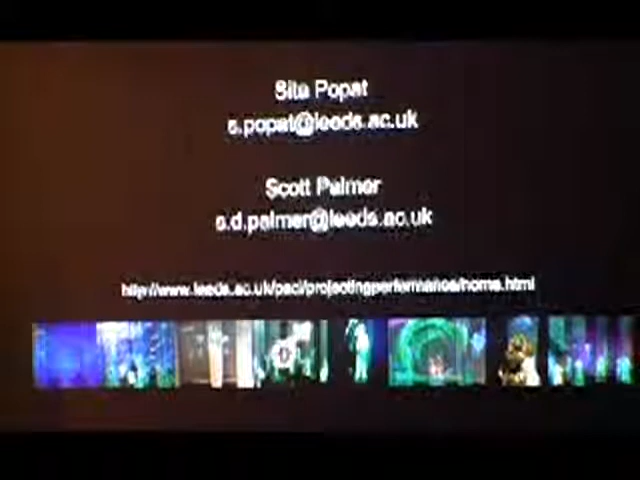 Sita Popat
s.popat@leeds.ac.uk
Scott Palmer
s.d.palmer@leeds.ac.uk
http://www.leeds.ac.uk/paci/projectingperformance/home.html